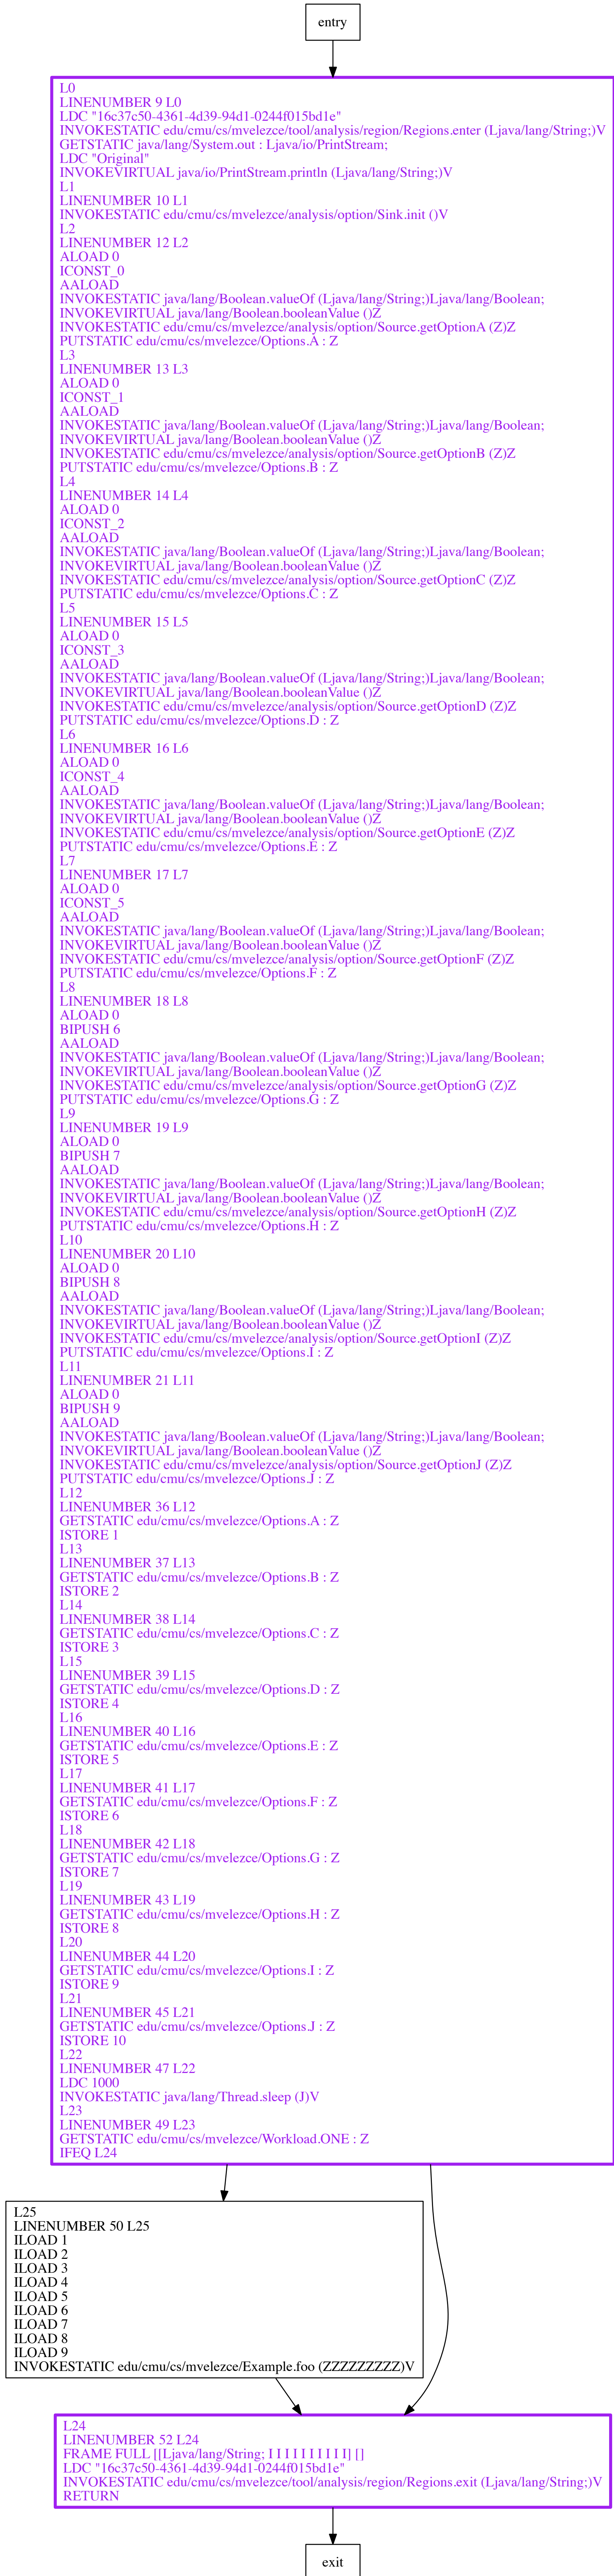 entry
L0
LINENUMBER 9 L0
LDC "16c37c50-4361-4d39-94d1-0244f015bd1e"
INVOKESTATIC edu/cmu/cs/mvelezce/tool/analysis/region/Regions.enter (Ljava/lang/String;)V
GETSTATIC java/lang/System.out : Ljava/io/PrintStream;
LDC "Original"
INVOKEVIRTUAL java/io/PrintStream.println (Ljava/lang/String;)V
L1
LINENUMBER 10 L1
INVOKESTATIC edu/cmu/cs/mvelezce/analysis/option/Sink.init ()V
L2
LINENUMBER 12 L2
ALOAD 0
ICONST_0
AALOAD
INVOKESTATIC java/lang/Boolean.valueOf (Ljava/lang/String;)Ljava/lang/Boolean;
INVOKEVIRTUAL java/lang/Boolean.booleanValue ()Z
INVOKESTATIC edu/cmu/cs/mvelezce/analysis/option/Source.getOptionA (Z)Z
PUTSTATIC edu/cmu/cs/mvelezce/Options.A : Z
L3
LINENUMBER 13 L3
ALOAD 0
ICONST_1
AALOAD
INVOKESTATIC java/lang/Boolean.valueOf (Ljava/lang/String;)Ljava/lang/Boolean;
INVOKEVIRTUAL java/lang/Boolean.booleanValue ()Z
INVOKESTATIC edu/cmu/cs/mvelezce/analysis/option/Source.getOptionB (Z)Z
PUTSTATIC edu/cmu/cs/mvelezce/Options.B : Z
L4
LINENUMBER 14 L4
ALOAD 0
ICONST_2
AALOAD
INVOKESTATIC java/lang/Boolean.valueOf (Ljava/lang/String;)Ljava/lang/Boolean;
INVOKEVIRTUAL java/lang/Boolean.booleanValue ()Z
INVOKESTATIC edu/cmu/cs/mvelezce/analysis/option/Source.getOptionC (Z)Z
PUTSTATIC edu/cmu/cs/mvelezce/Options.C : Z
L5
LINENUMBER 15 L5
ALOAD 0
ICONST_3
AALOAD
INVOKESTATIC java/lang/Boolean.valueOf (Ljava/lang/String;)Ljava/lang/Boolean;
INVOKEVIRTUAL java/lang/Boolean.booleanValue ()Z
INVOKESTATIC edu/cmu/cs/mvelezce/analysis/option/Source.getOptionD (Z)Z
PUTSTATIC edu/cmu/cs/mvelezce/Options.D : Z
L6
LINENUMBER 16 L6
ALOAD 0
ICONST_4
AALOAD
INVOKESTATIC java/lang/Boolean.valueOf (Ljava/lang/String;)Ljava/lang/Boolean;
INVOKEVIRTUAL java/lang/Boolean.booleanValue ()Z
INVOKESTATIC edu/cmu/cs/mvelezce/analysis/option/Source.getOptionE (Z)Z
PUTSTATIC edu/cmu/cs/mvelezce/Options.E : Z
L7
LINENUMBER 17 L7
ALOAD 0
ICONST_5
AALOAD
INVOKESTATIC java/lang/Boolean.valueOf (Ljava/lang/String;)Ljava/lang/Boolean;
INVOKEVIRTUAL java/lang/Boolean.booleanValue ()Z
INVOKESTATIC edu/cmu/cs/mvelezce/analysis/option/Source.getOptionF (Z)Z
PUTSTATIC edu/cmu/cs/mvelezce/Options.F : Z
L8
LINENUMBER 18 L8
ALOAD 0
BIPUSH 6
AALOAD
INVOKESTATIC java/lang/Boolean.valueOf (Ljava/lang/String;)Ljava/lang/Boolean;
INVOKEVIRTUAL java/lang/Boolean.booleanValue ()Z
INVOKESTATIC edu/cmu/cs/mvelezce/analysis/option/Source.getOptionG (Z)Z
PUTSTATIC edu/cmu/cs/mvelezce/Options.G : Z
L9
LINENUMBER 19 L9
ALOAD 0
BIPUSH 7
AALOAD
INVOKESTATIC java/lang/Boolean.valueOf (Ljava/lang/String;)Ljava/lang/Boolean;
INVOKEVIRTUAL java/lang/Boolean.booleanValue ()Z
INVOKESTATIC edu/cmu/cs/mvelezce/analysis/option/Source.getOptionH (Z)Z
PUTSTATIC edu/cmu/cs/mvelezce/Options.H : Z
L10
LINENUMBER 20 L10
ALOAD 0
BIPUSH 8
AALOAD
INVOKESTATIC java/lang/Boolean.valueOf (Ljava/lang/String;)Ljava/lang/Boolean;
INVOKEVIRTUAL java/lang/Boolean.booleanValue ()Z
INVOKESTATIC edu/cmu/cs/mvelezce/analysis/option/Source.getOptionI (Z)Z
PUTSTATIC edu/cmu/cs/mvelezce/Options.I : Z
L11
LINENUMBER 21 L11
ALOAD 0
BIPUSH 9
AALOAD
INVOKESTATIC java/lang/Boolean.valueOf (Ljava/lang/String;)Ljava/lang/Boolean;
INVOKEVIRTUAL java/lang/Boolean.booleanValue ()Z
INVOKESTATIC edu/cmu/cs/mvelezce/analysis/option/Source.getOptionJ (Z)Z
PUTSTATIC edu/cmu/cs/mvelezce/Options.J : Z
L12
LINENUMBER 36 L12
GETSTATIC edu/cmu/cs/mvelezce/Options.A : Z
ISTORE 1
L13
LINENUMBER 37 L13
GETSTATIC edu/cmu/cs/mvelezce/Options.B : Z
ISTORE 2
L14
LINENUMBER 38 L14
GETSTATIC edu/cmu/cs/mvelezce/Options.C : Z
ISTORE 3
L15
LINENUMBER 39 L15
GETSTATIC edu/cmu/cs/mvelezce/Options.D : Z
ISTORE 4
L16
LINENUMBER 40 L16
GETSTATIC edu/cmu/cs/mvelezce/Options.E : Z
ISTORE 5
L17
LINENUMBER 41 L17
GETSTATIC edu/cmu/cs/mvelezce/Options.F : Z
ISTORE 6
L18
LINENUMBER 42 L18
GETSTATIC edu/cmu/cs/mvelezce/Options.G : Z
ISTORE 7
L19
LINENUMBER 43 L19
GETSTATIC edu/cmu/cs/mvelezce/Options.H : Z
ISTORE 8
L20
LINENUMBER 44 L20
GETSTATIC edu/cmu/cs/mvelezce/Options.I : Z
ISTORE 9
L21
LINENUMBER 45 L21
GETSTATIC edu/cmu/cs/mvelezce/Options.J : Z
ISTORE 10
L22
LINENUMBER 47 L22
LDC 1000
INVOKESTATIC java/lang/Thread.sleep (J)V
L23
LINENUMBER 49 L23
GETSTATIC edu/cmu/cs/mvelezce/Workload.ONE : Z
IFEQ L24
L25
LINENUMBER 50 L25
ILOAD 1
ILOAD 2
ILOAD 3
ILOAD 4
ILOAD 5
ILOAD 6
ILOAD 7
ILOAD 8
ILOAD 9
INVOKESTATIC edu/cmu/cs/mvelezce/Example.foo (ZZZZZZZZZ)V
L24
LINENUMBER 52 L24
FRAME FULL [[Ljava/lang/String; I I I I I I I I I I] []
LDC "16c37c50-4361-4d39-94d1-0244f015bd1e"
INVOKESTATIC edu/cmu/cs/mvelezce/tool/analysis/region/Regions.exit (Ljava/lang/String;)V
RETURN
exit